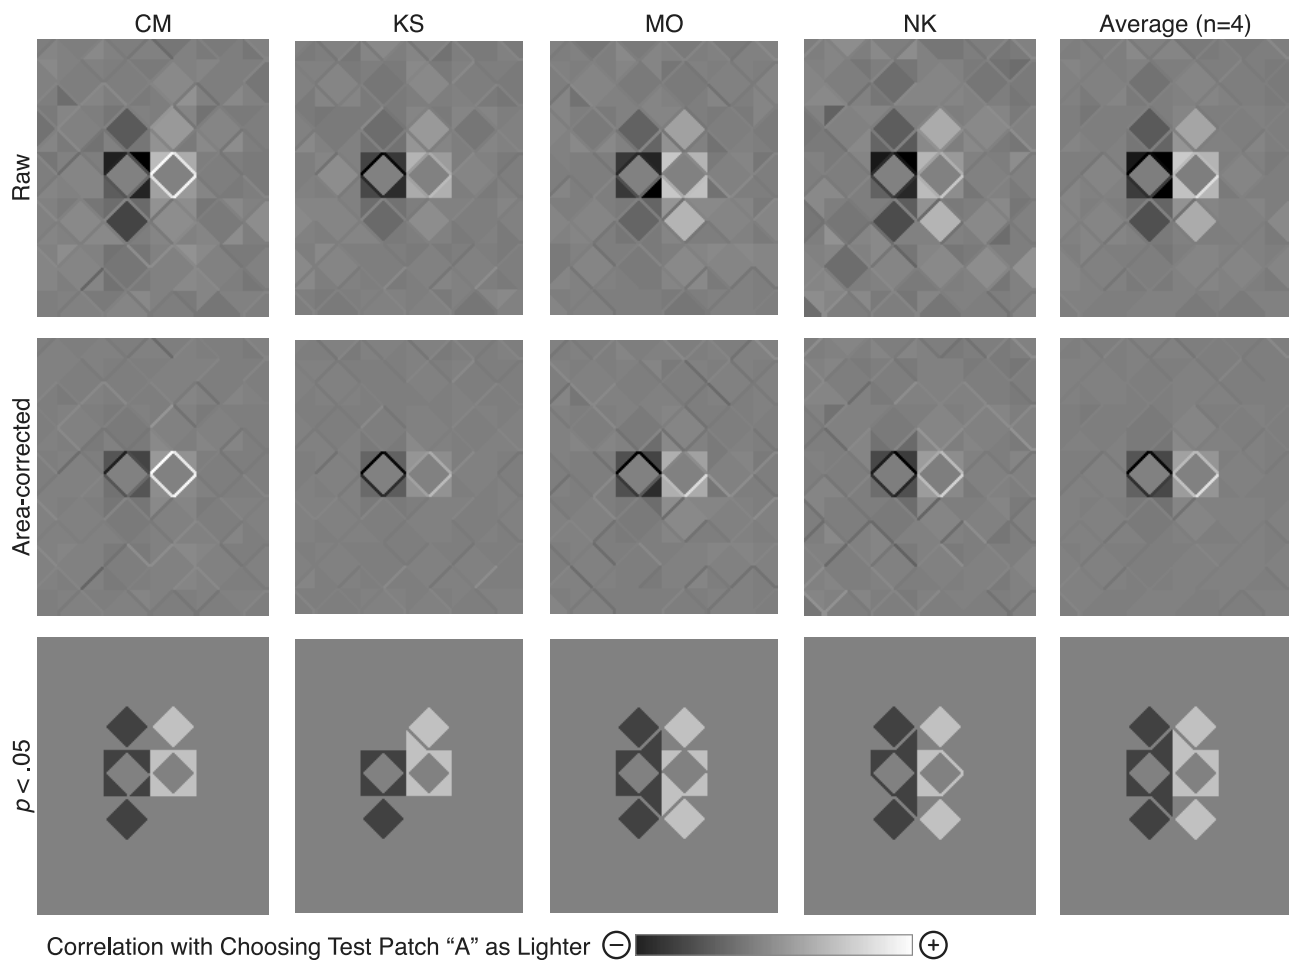 CM KS MO NK Average (n=4)
Raw
Area-corrected
p < .05
Correlation with Choosing Test Patch “A” as Lighter − +